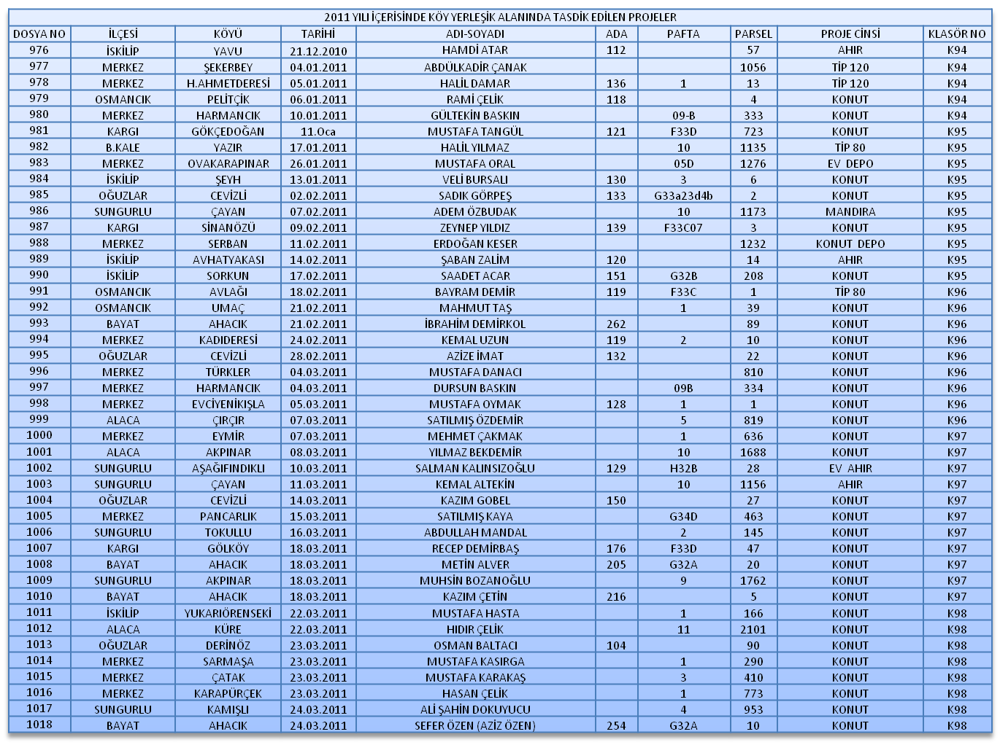 2011 YILI İÇERİSİNDE KÖY YERLEŞİK ALANINDA TASDİK EDİLEN PROJELER
DOSYA NO İLÇESİ KÖYÜ TARİHİ ADI-SOYADI ADA PAFTA PARSEL PROJE CİNSİ KLASÖR NO
976 İSKİLİP YAVU 21.12.2010 HAMDİ ATAR 112 57 AHIR K94
977 MERKEZ ŞEKERBEY 04.01.2011 ABDÜLKADİR ÇANAK 1056 TİP 120 K94
978 MERKEZ H.AHMETDERESİ 05.01.2011 HALİL DAMAR 136 1 13 TİP 120 K94
979 OSMANCIK PELİTÇİK 06.01.2011 RAMİ ÇELİK 118 4 KONUT K94
980 MERKEZ HARMANCIK 10.01.2011 GÜLTEKİN BASKIN 09-B 333 KONUT K94
981 KARGI GÖKÇEDOĞAN 11.Oca MUSTAFA TANGÜL 121 F33D 723 KONUT K95
982 B.KALE YAZIR 17.01.2011 HALİL YILMAZ 10 1135 TİP 80 K95
983 MERKEZ OVAKARAPINAR 26.01.2011 MUSTAFA ORAL 05D 1276 EV DEPO K95
984 İSKİLİP ŞEYH 13.01.2011 VELİ BURSALI 130 3 6 KONUT K95
985 OĞUZLAR CEVİZLİ 02.02.2011 SADIK GÖRPEŞ 133 G33a23d4b 2 KONUT K95
986 SUNGURLU ÇAYAN 07.02.2011 ADEM ÖZBUDAK 10 1173 MANDIRA K95
987 KARGI SİNANÖZÜ 09.02.2011 ZEYNEP YILDIZ 139 F33C07 3 KONUT K95
988 MERKEZ SERBAN 11.02.2011 ERDOĞAN KESER 1232 KONUT DEPO K95
989 İSKİLİP AVHATYAKASI 14.02.2011 ŞABAN ZALİM 120 14 AHIR K95
990 İSKİLİP SORKUN 17.02.2011 SAADET ACAR 151 G32B 208 KONUT K95
991 OSMANCIK AVLAĞI 18.02.2011 BAYRAM DEMİR 119 F33C 1 TİP 80 K96
992 OSMANCIK UMAÇ 21.02.2011 MAHMUT TAŞ 1 39 KONUT K96
993 BAYAT AHACIK 21.02.2011 İBRAHİM DEMİRKOL 262 89 KONUT K96
994 MERKEZ KADIDERESİ 24.02.2011 KEMAL UZUN 119 2 10 KONUT K96
995 OĞUZLAR CEVİZLİ 28.02.2011 AZİZE İMAT 132 22 KONUT K96
996 MERKEZ TÜRKLER 04.03.2011 MUSTAFA DANACI 810 KONUT K96
997 MERKEZ HARMANCIK 04.03.2011 DURSUN BASKIN 09B 334 KONUT K96
998 MERKEZ EVCİYENİKIŞLA 05.03.2011 MUSTAFA OYMAK 128 1 1 KONUT K96
999 ALACA ÇIRÇIR 07.03.2011 SATILMIŞ ÖZDEMİR 5 819 KONUT K96
1000 MERKEZ EYMİR 07.03.2011 MEHMET ÇAKMAK 1 636 KONUT K97
1001 ALACA AKPINAR 08.03.2011 YILMAZ BEKDEMİR 10 1688 KONUT K97
1002 SUNGURLU AŞAĞIFINDIKLI 10.03.2011 SALMAN KALINSIZOĞLU 129 H32B 28 EV AHIR K97
1003 SUNGURLU ÇAYAN 11.03.2011 KEMAL ALTEKİN 10 1156 AHIR K97
1004 OĞUZLAR CEVİZLİ 14.03.2011 KAZIM GOBEL 150 27 KONUT K97
1005 MERKEZ PANCARLIK 15.03.2011 SATILMIŞ KAYA G34D 463 KONUT K97
1006 SUNGURLU TOKULLU 16.03.2011 ABDULLAH MANDAL 2 145 KONUT K97
1007 KARGI GÖLKÖY 18.03.2011 RECEP DEMİRBAŞ 176 F33D 47 KONUT K97
1008 BAYAT AHACIK 18.03.2011 METİN ALVER 205 G32A 20 KONUT K97
1009 SUNGURLU AKPINAR 18.03.2011 MUHSİN BOZANOĞLU 9 1762 KONUT K97
1010 BAYAT AHACIK 18.03.2011 KAZIM ÇETİN 216 5 KONUT K97
1011 İSKİLİP YUKARIÖRENSEKİ 22.03.2011 MUSTAFA HASTA 1 166 KONUT K98
1012 ALACA KÜRE 22.03.2011 HIDIR ÇELİK 11 2101 KONUT K98
1013 OĞUZLAR DERİNÖZ 23.03.2011 OSMAN BALTACI 104 90 KONUT K98
1014 MERKEZ SARMAŞA 23.03.2011 MUSTAFA KASIRGA 1 290 KONUT K98
1015 MERKEZ ÇATAK 23.03.2011 MUSTAFA KARAKAŞ 3 410 KONUT K98
1016 MERKEZ KARAPÜRÇEK 23.03.2011 HASAN ÇELİK 1 773 KONUT K98
1017 SUNGURLU KAMIŞLI 24.03.2011 ALİ ŞAHİN DOKUYUCU 4 953 KONUT K98
1018 BAYAT AHACIK 24.03.2011 SEFER ÖZEN (AZİZ ÖZEN) 254 G32A 10 KONUT K98